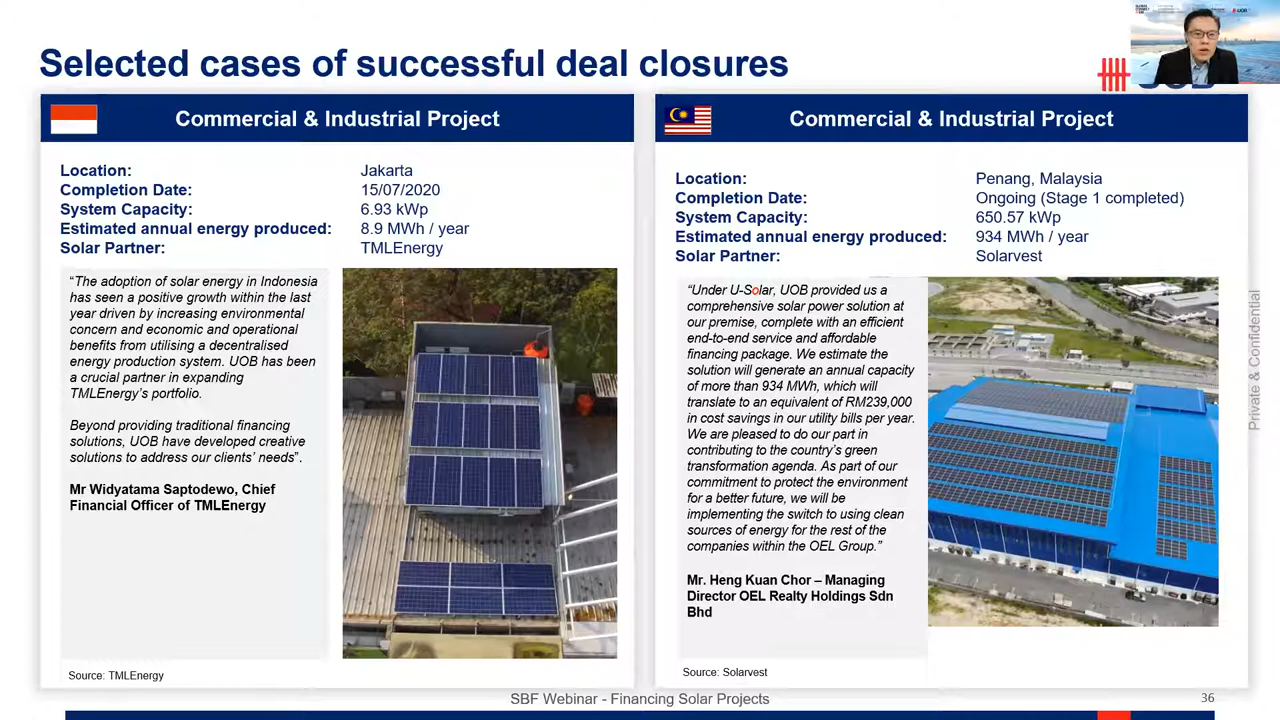 Selected cases of successful deal closures
UOB
Commercial & Industrial Project
Location: Jakarta
Completion Date: 15/07/2020
System Capacity: 6.93 kWp
Estimated annual energy produced: 8.9 MWh / year
Solar Partner: TMLEnergy
“The adoption of solar energy in Indonesia
has seen a positive growth within the last
year driven by increasing environmental
concern and economic and operational
benefits from utilising a decentralised
energy production system. UOB has been
a crucial partner in expanding
TMLEnergy’s portfolio.
Beyond providing traditional financing
solutions, UOB have developed creative
solutions to address our clients’ needs”.
Mr Widyatama Saptodewo, Chief
Financial Officer of TMLEnergy
Source: TMLEnergy
Commercial & Industrial Project
Location: Penang, Malaysia
Completion Date: Ongoing (Stage 1 completed)
System Capacity: 650.57 kWp
Estimated annual energy produced: 934 MWh / year
Solar Partner: Solarvest
“Under U-Solar, UOB provided us a
comprehensive solar power solution at
our premise, complete with an efficient
end-to-end service and affordable
financing package. We estimate the
solution will generate an annual capacity
of more than 934 MWh, which will
translate to an equivalent of RM239,000
in cost savings in our utility bills per year.
We are pleased to do our part in
contributing to the country’s green
transformation agenda. As part of our
commitment to protect the environment
for a better future, we will be
implementing the switch to using clean
sources of energy for the rest of the
companies within the OEL Group.”
Mr. Heng Kuan Chor – Managing
Director OEL Realty Holdings Sdn
Bhd
Source: Solarvest
Private & Confidential
SBF Webinar - Financing Solar Projects
36